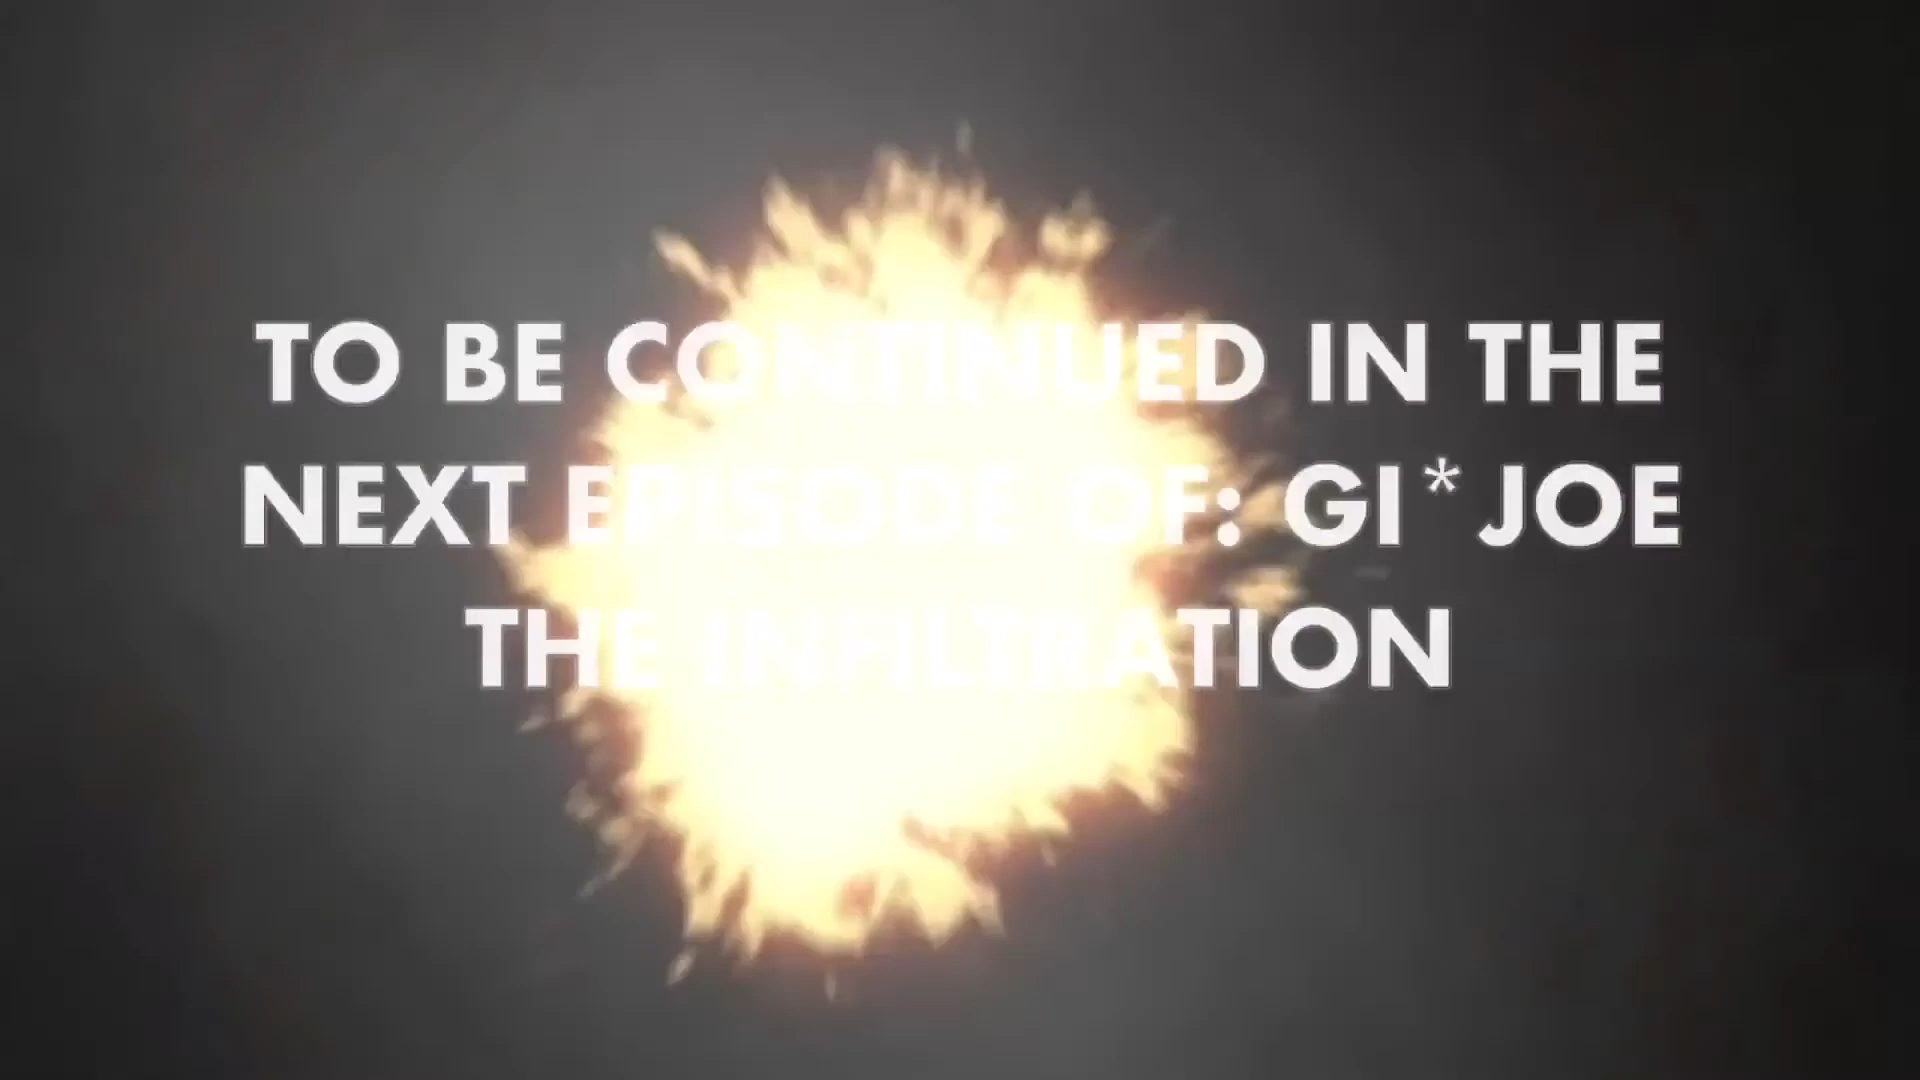 TO BE CONTINUED IN THE
NEXT EPISODE OF: GI*JOE
THE INFILTRATION